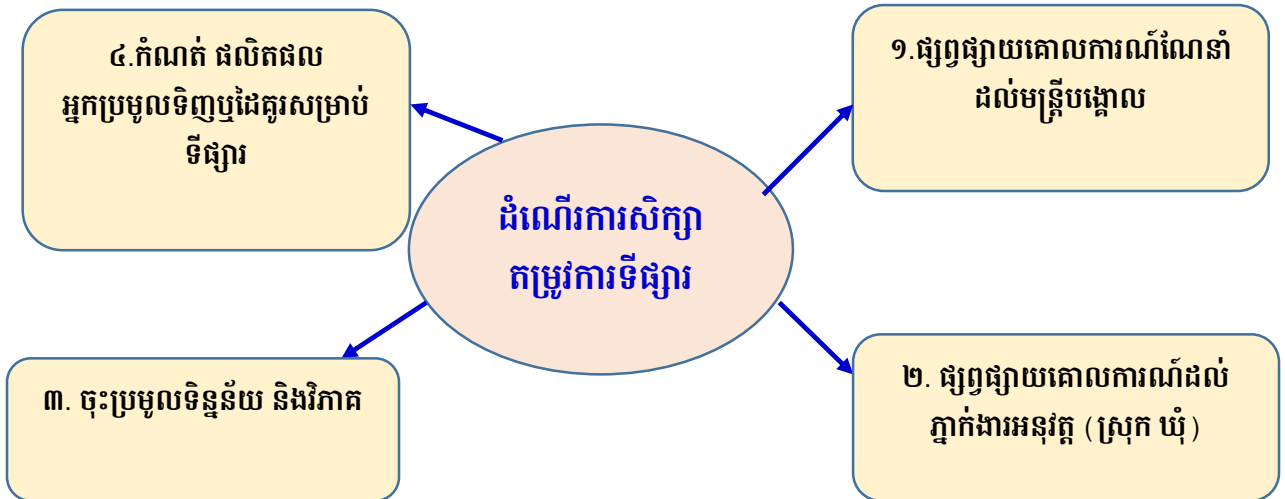 ដំណើរការសិក្សា
តម្រូវការទីផ្សារ
១.ផ្សព្វផ្សាយគោលការណ៍ណែនាំ
ដល់មន្ត្រីបង្គោល
២. ផ្សព្វផ្សាយគោលការណ៍ដល់
ភ្នាក់ងារអនុវត្ត (ស្រុក ឃុំ)
៣. ចុះប្រមូលទិន្នន័យ និងវិភាគ
៤.កំណត់ ផលិតផល
អ្នកប្រមូលទិញឬដៃគូរសម្រាប់
ទីផ្សារ